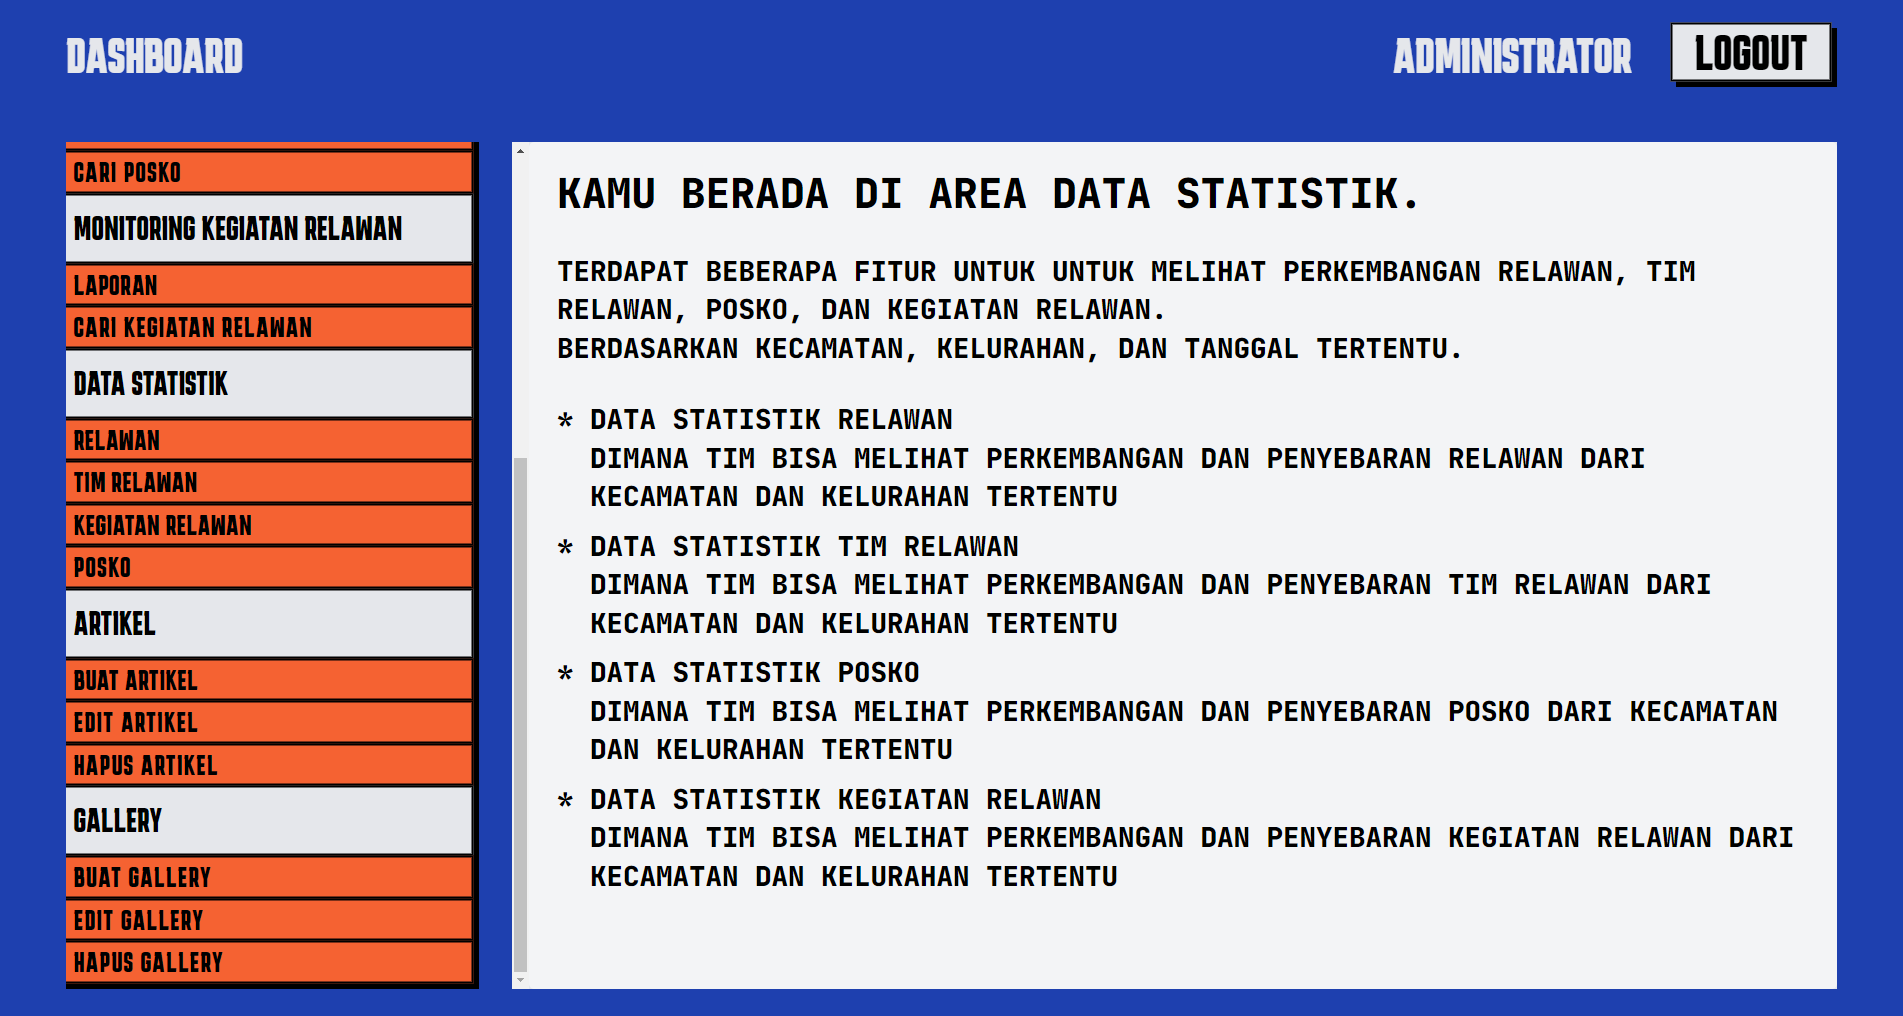 DASHBOARD
ADMINISTRATOR
LOGOUT
CARI POSKO
MONITORING KEGIATAN RELAWAN
LAPORAN
CARI KEGIATAN RELAWAN
DATA STATISTIK
RELAWAN
TIM RELAWAN
KEGIATAN RELAWAN
POSKO
ARTIKEL
BUAT ARTIKEL
EDIT ARTIKEL
HAPUS ARTIKEL
GALLERY
BUAT GALLERY
EDIT GALLERY
HAPUS GALLERY
KAMU BERADA DI AREA DATA STATISTIK.
TERDAPAT BEBERAPA FITUR UNTUK UNTUK MELIHAT PERKEMBANGAN RELAWAN, TIM
RELAWAN, POSKO, DAN KEGIATAN RELAWAN.
BERDASARKAN KECAMATAN, KELURAHAN, DAN TANGGAL TERTENTU.
* DATA STATISTIK RELAWAN
DIMANA TIM BISA MELIHAT PERKEMBANGAN DAN PENYEBARAN RELAWAN DARI
KECAMATAN DAN KELURAHAN TERTENTU
* DATA STATISTIK TIM RELAWAN
DIMANA TIM BISA MELIHAT PERKEMBANGAN DAN PENYEBARAN TIM RELAWAN DARI
KECAMATAN DAN KELURAHAN TERTENTU
* DATA STATISTIK POSKO
DIMANA TIM BISA MELIHAT PERKEMBANGAN DAN PENYEBARAN POSKO DARI KECAMATAN
DAN KELURAHAN TERTENTU
* DATA STATISTIK KEGIATAN RELAWAN
DIMANA TIM BISA MELIHAT PERKEMBANGAN DAN PENYEBARAN KEGIATAN RELAWAN DARI
KECAMATAN DAN KELURAHAN TERTENTU